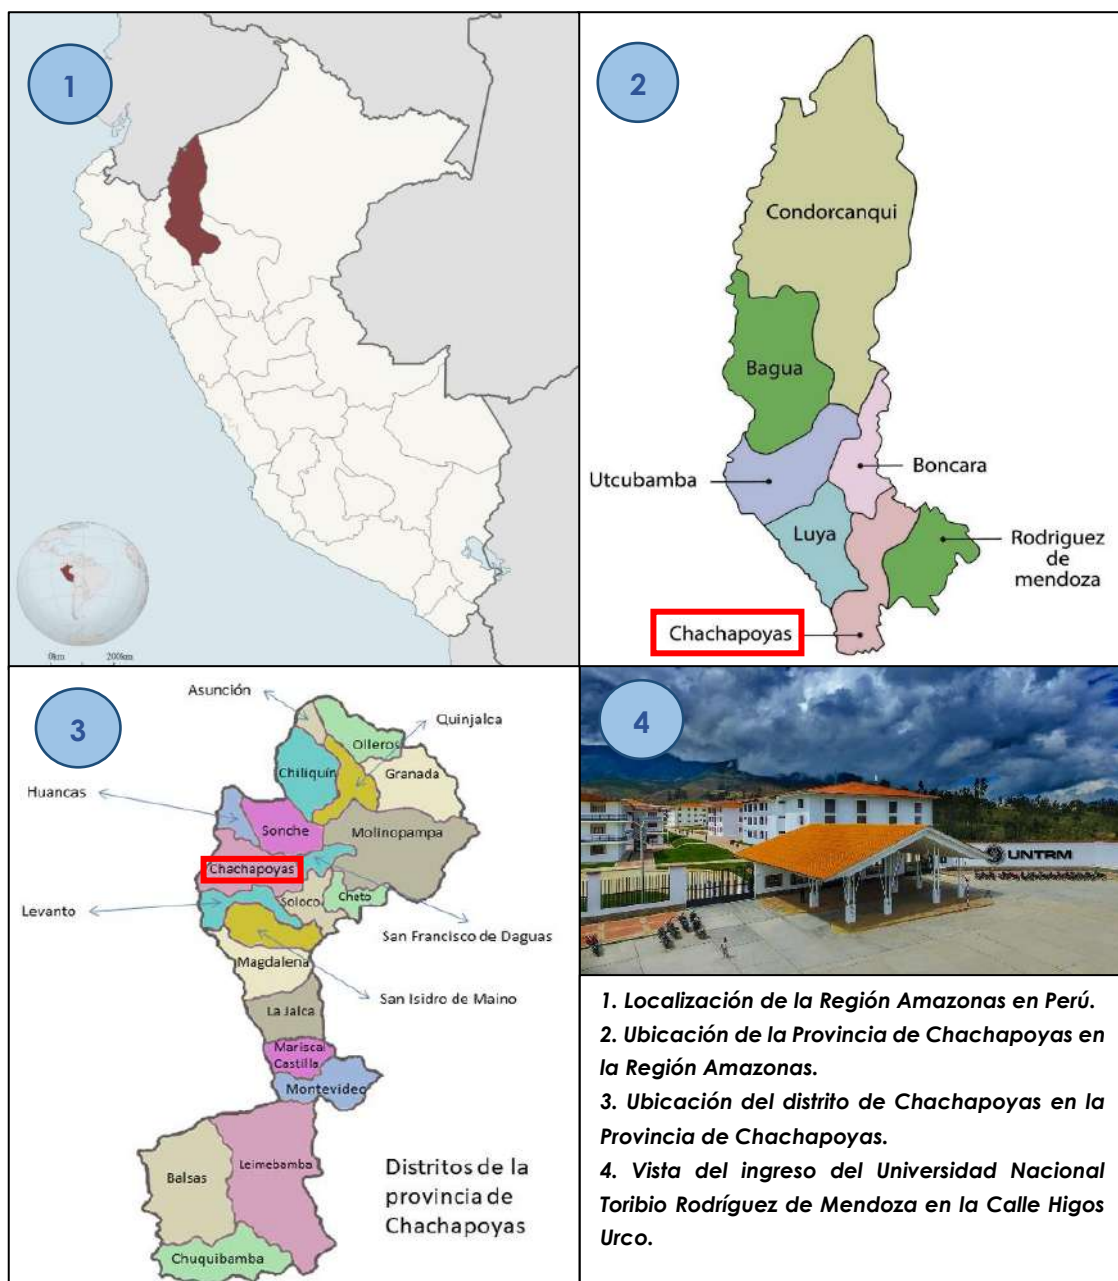 1
0km 200km
2
Condorcanqui
Bagua
Boncara
Utcubamba
Luya
Rodriguez
de
mendoza
Chachapoyas
3
Asunción
Quinjalca
Olleros
Chiliquín
Granada
Huancas
Sonche
Molinopampa
Chachapoyas
Soloco
Cheto
Levanto
San Francisco de Daguas
Magdalena
San Isidro de Maino
La Jalca
Mariscal
Castilla
Montevideo
Balsas
Leimebamba
Distritos de la
provincia de
Chachapoyas
Chuquibamba
4
UNTRM
1. Localización de la Región Amazonas en Perú.
2. Ubicación de la Provincia de Chachapoyas en
la Región Amazonas.
3. Ubicación del distrito de Chachapoyas en la
Provincia de Chachapoyas.
4. Vista del ingreso del Universidad Nacional
Toribio Rodríguez de Mendoza en la Calle Higos
Urco.